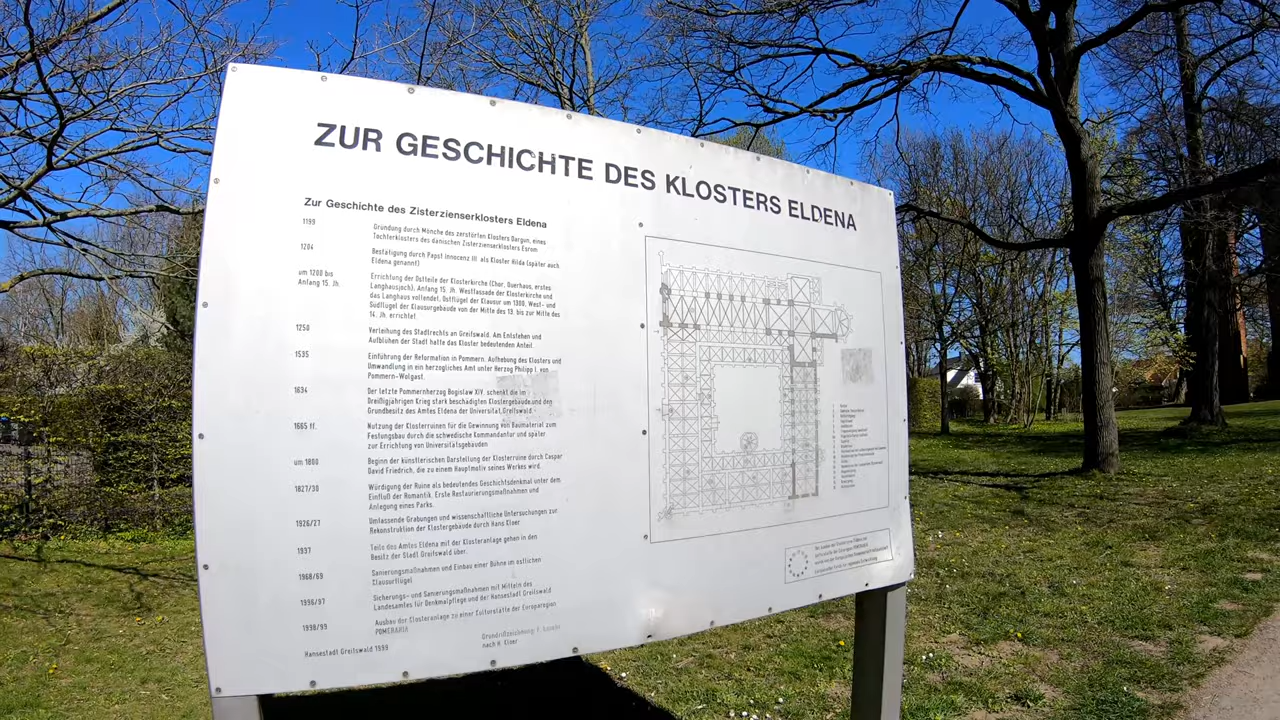 ZUR GESCHICHTE DES KLOSTERS ELDENA
Zur Geschichte des Zisterzienserklosters Eldena
1199
Gründung durch Mönche des zerstörten Klosters Dargun, eines
Tochterklosters des dänischen Zisterzienserklosters Esrom
1204
Bestätigung durch Papst Innocenz III. als Kloster Hilda (später auch
Eldena genannt)
um 1200 bis
Anfang 15. Jh.
Errichtung der Ostteile der Klosterkirche (Chor, Querhaus, erstes
Langhausjoch), Anfang 15. Jh. Westfassade der Klosterkirche und
das Langhaus vollendet, Ostflügel der Klausur um 1300, West- und
Südflügel der Klausurgebäude von der Mitte des 13. bis zur Mitte des
14. Jh. errichtet
1250
Verleihung des Stadtrechts an Greifswald. Am Entstehen und
Aufblühen der Stadt hatte das Kloster bedeutenden Anteil
1535
Einführung der Reformation in Pommern. Aufhebung des Klosters und
Umwandlung in ein herzogliches Amt unter Herzog Philipp I. von
Pommern-Wolgast.
1634
Der letzte Pommernherzog Bogislaw XIV. schenkt die im
Dreißigjährigen Krieg stark beschädigten Klostergebäude und den
Grundbesitz des Amtes Eldena der Universität Greifswald.
1665 ff.
Nutzung der Klosterruinen für die Gewinnung von Baumaterial zum
Festungsbau durch die schwedische Kommandantur und später
zur Errichtung von Universitätsgebäuden
um 1800
Beginn der künstlerischen Darstellung der Klosterruine durch Caspar
David Friedrich, die zu einem Hauptmotiv seines Werkes wird.
1827/30
Würdigung der Ruine als bedeutendes Geschichtsdenkmal unter dem
Einfluß der Romantik. Erste Restaurierungsmaßnahmen und
Anlegung eines Parks.
1926/27
Umfassende Grabungen und wissenschaftliche Untersuchungen zur
Rekonstruktion der Klostergebäude durch Hans Kloer
1937
Teile des Amtes Eldena mit der Klosteranlage gehen in den
Besitz der Stadt Greifswald über.
1968/69
Sanierungsmaßnahmen und Einbau einer Bühne im östlichen
Klausurflügel
1996/97
Sicherungs- und Sanierungsmaßnahmen mit Mitteln des
Landesamtes für Denkmalpflege und der Hansestadt Greifswald
1998/99
Ausbau der Klosteranlage zu einer Kulturstätte der Europaregion
POMERANIA
Hansestadt Greifswald 1999
Grundrißzeichnung:
nach H. Kloer